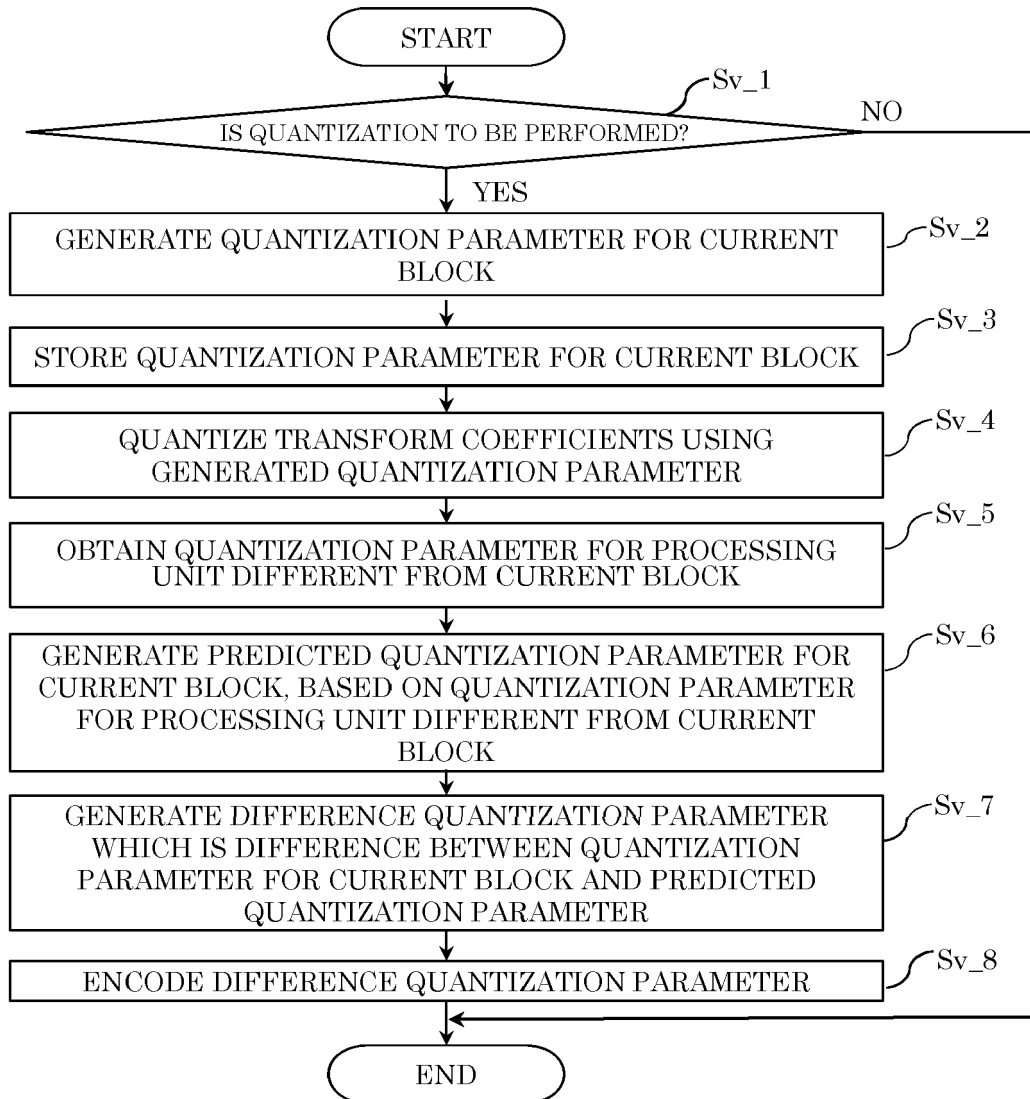 START
Sv_1
IS QUANTIZATION TO BE PERFORMED?
NO
YES
GENERATE QUANTIZATION PARAMETER FOR CURRENT
BLOCK
Sv_2
STORE QUANTIZATION PARAMETER FOR CURRENT BLOCK
Sv_3
QUANTIZE TRANSFORM COEFFICIENTS USING
GENERATED QUANTIZATION PARAMETER
Sv_4
OBTAIN QUANTIZATION PARAMETER FOR PROCESSING
UNIT DIFFERENT FROM CURRENT BLOCK
Sv_5
GENERATE PREDICTED QUANTIZATION PARAMETER FOR
CURRENT BLOCK, BASED ON QUANTIZATION PARAMETER
FOR PROCESSING UNIT DIFFERENT FROM CURRENT
BLOCK
Sv_6
GENERATE DIFFERENCE QUANTIZATION PARAMETER
WHICH IS DIFFERENCE BETWEEN QUANTIZATION
PARAMETER FOR CURRENT BLOCK AND PREDICTED
QUANTIZATION PARAMETER
Sv_7
ENCODE DIFFERENCE QUANTIZATION PARAMETER
Sv_8
END